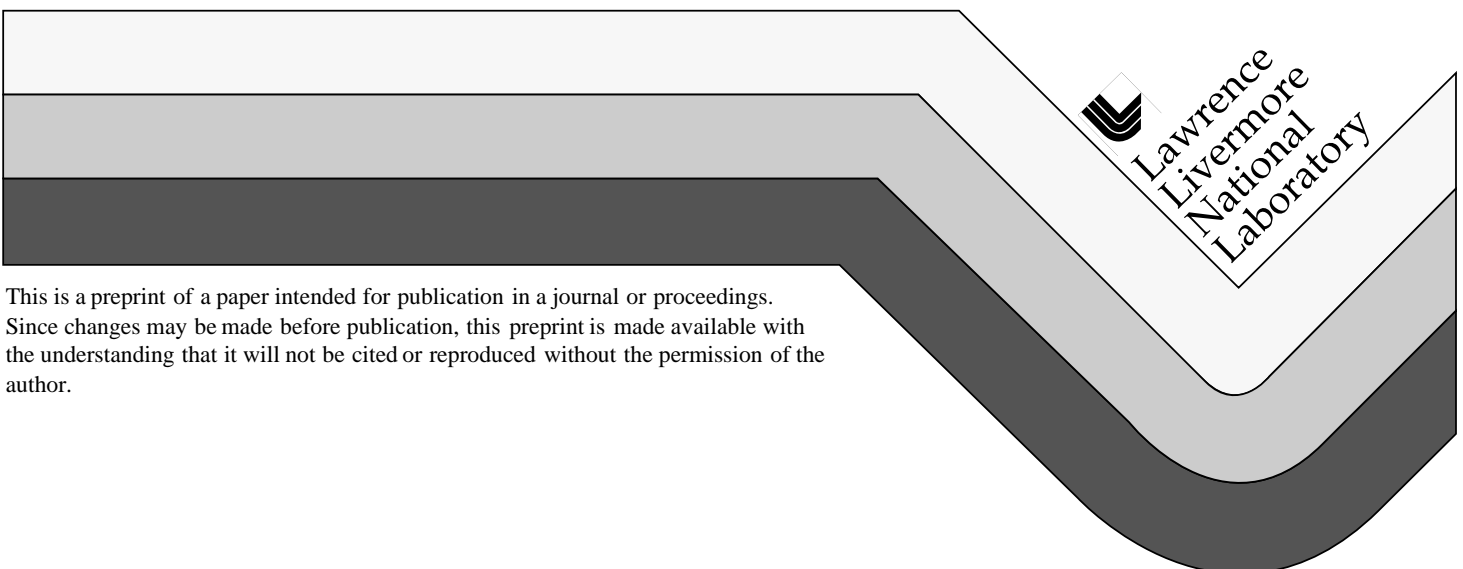 Lawrence
Livermore
National
Laboratory
This is a preprint of a paper intended for publication in a journal or proceedings.
Since changes may be made before publication, this preprint is made available with
the understanding that it will not be cited or reproduced without the permission of the
author.